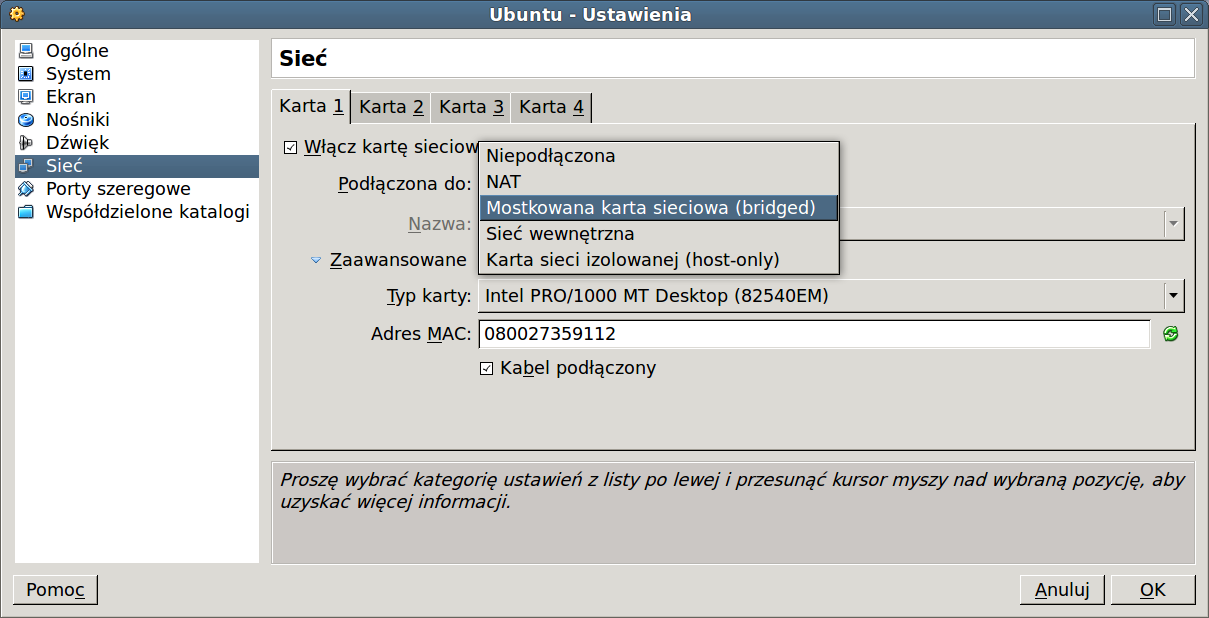 Ubuntu - Ustawienia
Ogólne
System
Ekran
Nośniki
Dźwięk
Sieć
Porty szeregowe
Współdzielone katalogi
Sieć
Karta 1 Karta 2 Karta 3 Karta 4
Włącz kartę sieciow
Podłączona do:
Niepodłączona
NAT
Mostkowana karta sieciowa (bridged)
Sieć wewnętrzna
Karta sieci izolowanej (host-only)
Nazwa:
Zaawansowane
Typ karty: Intel PRO/1000 MT Desktop (82540EM)
Adres MAC: 080027359112
Kabel podłączony
Proszę wybrać kategorię ustawień z listy po lewej i przesunąć kursor myszy nad wybraną pozycję, aby
uzyskać więcej informacji.
Pomoc Anuluj OK